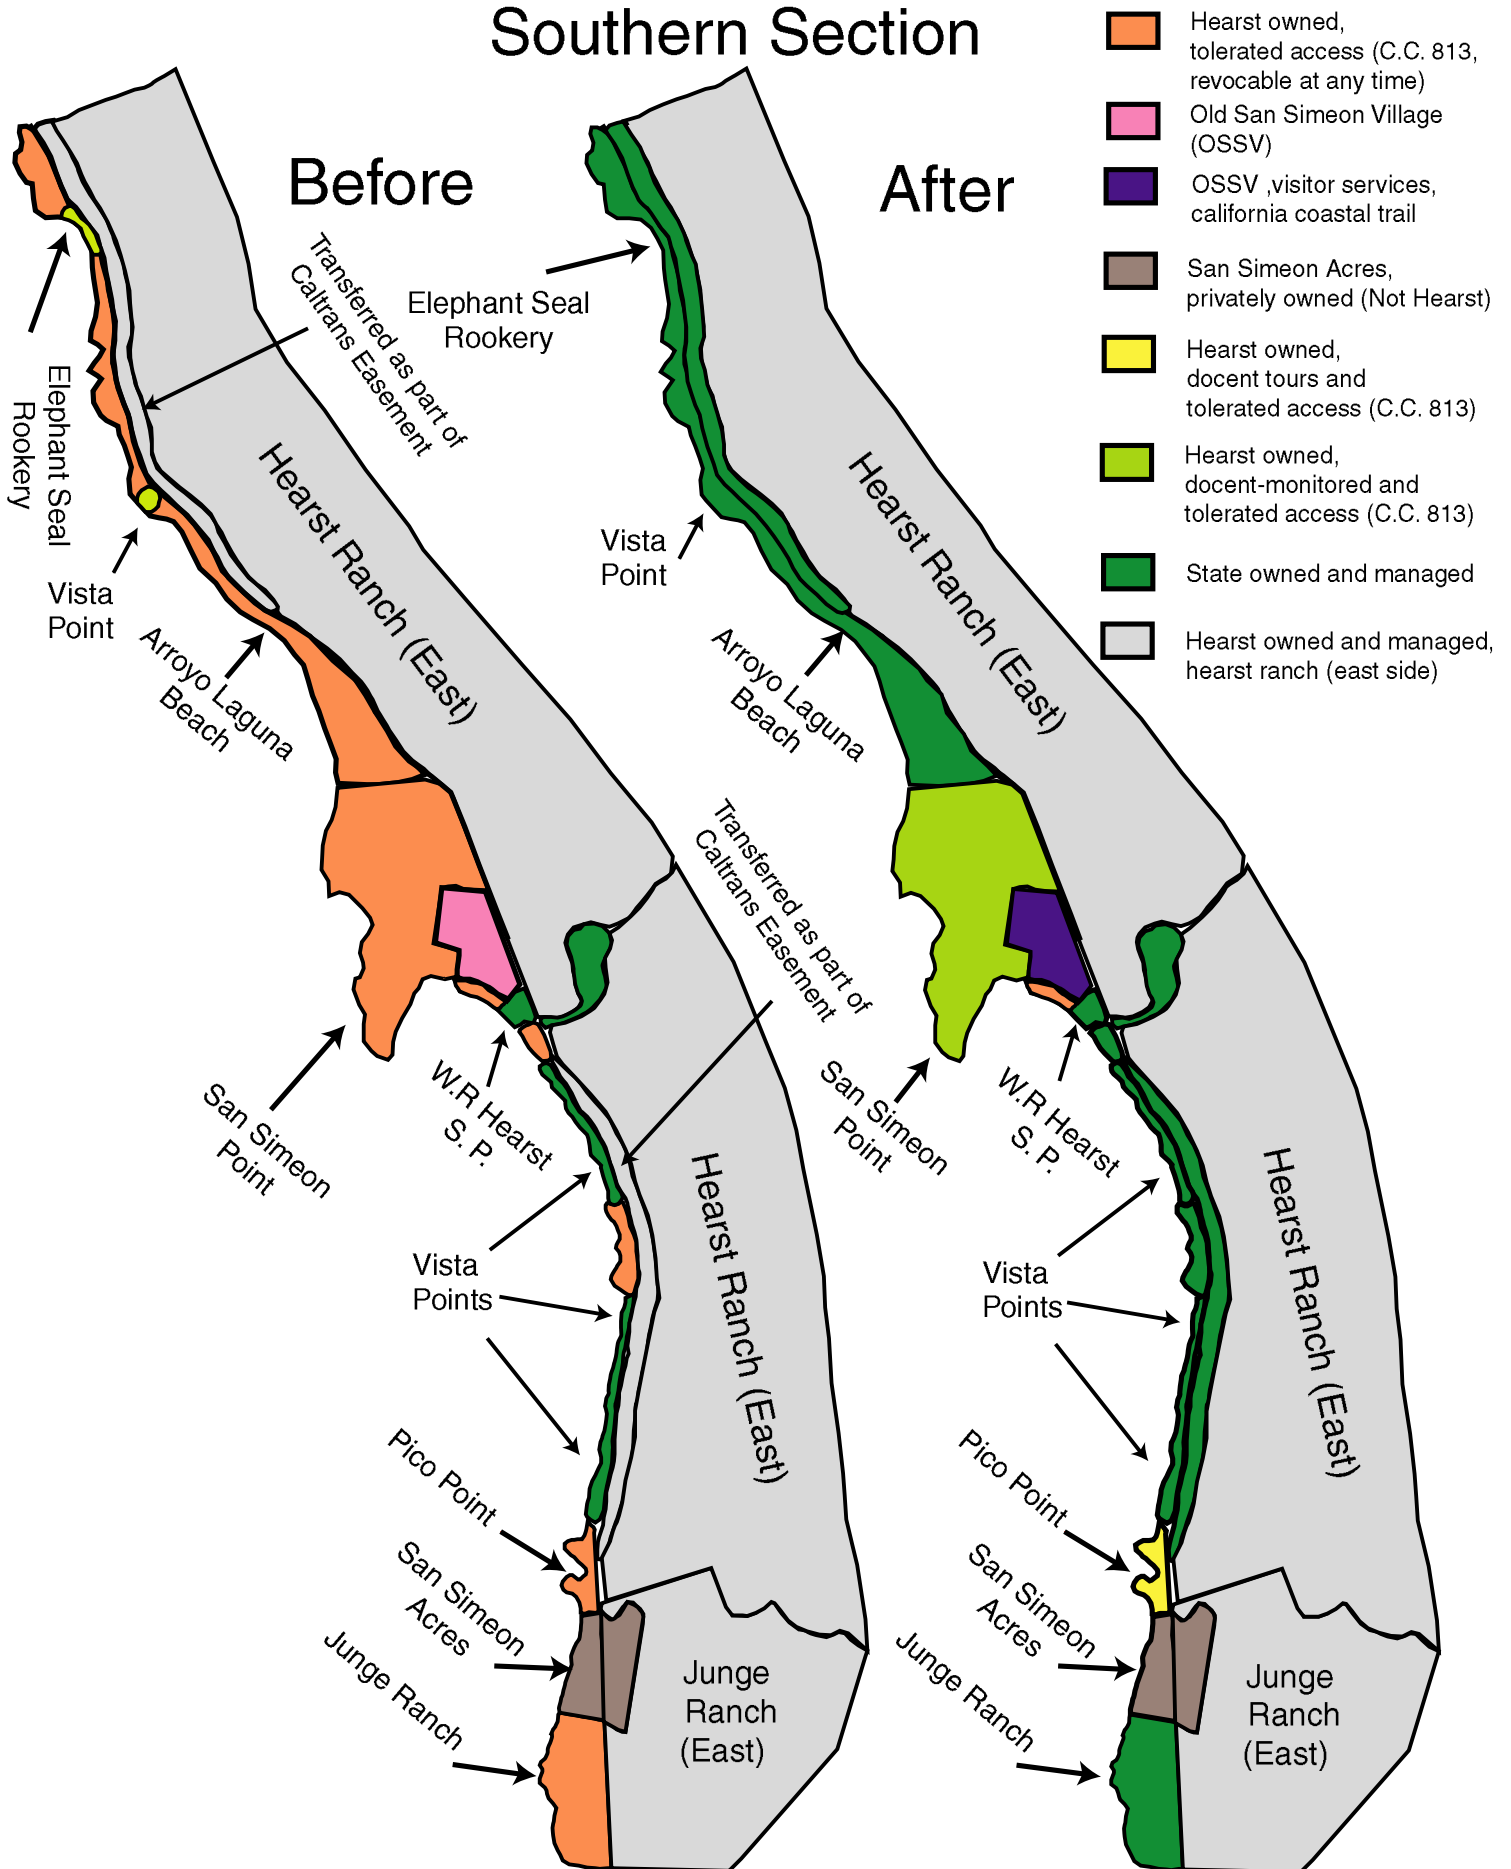 Southern Section
Before
After
Hearst owned,
tolerated access (C.C. 813,
revocable at any time)
Old San Simeon Village
(OSSV)
OSSV ,visitor services,
california coastal trail
San Simeon Acres,
privately owned (Not Hearst)
Hearst owned,
docent tours and
tolerated access (C.C. 813)
Hearst owned,
docent-monitored and
tolerated access (C.C. 813)
State owned and managed
Hearst owned and managed,
hearst ranch (east side)
Transferred as part of
Caltrans Easement
Elephant Seal
Rookery
Vista
Point
Arroyo Laguna
Beach
Hearst Ranch (East)
San Simeon
Point
W.R Hearst
S. P.
Transferred as part of
Caltrans Easement
Vista
Points
Hearst Ranch (East)
Pico Point
San Simeon
Acres
Junge Ranch
Junge
Ranch
(East)
Elephant Seal
Rookery
Vista
Point
Arroyo Laguna
Beach
Hearst Ranch (East)
San Simeon
Point
W.R Hearst
S. P.
Vista
Points
Hearst Ranch (East)
Pico Point
San Simeon
Acres
Junge Ranch
Junge
Ranch
(East)